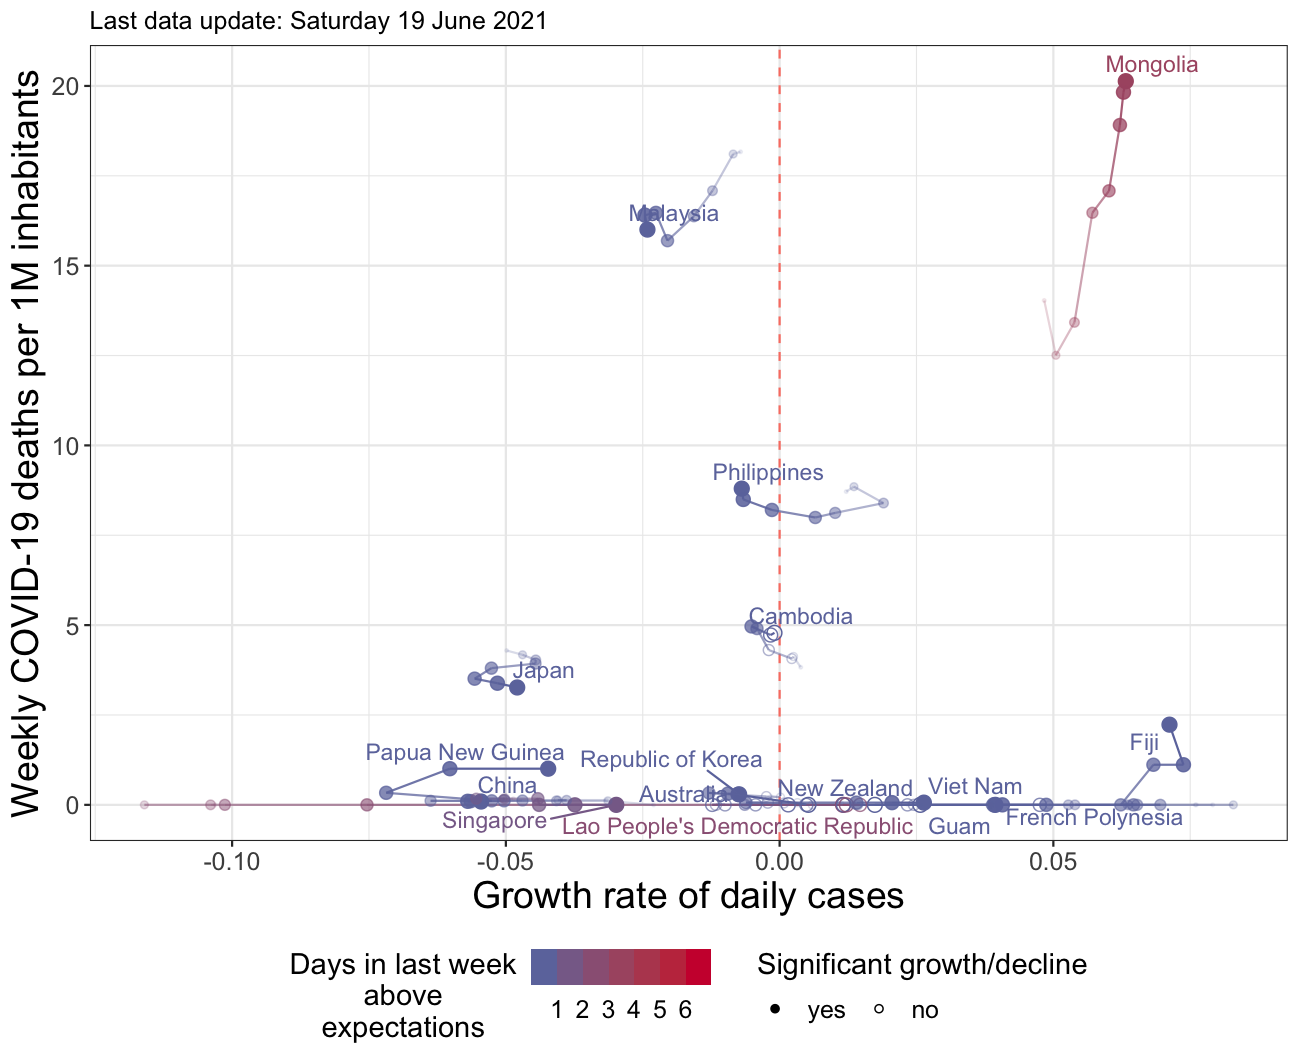 Last data update: Saturday 19 June 2021
Weekly COVID-19 deaths per 1M inhabitants
20
15
10
5
0
Mongolia
Malaysia
Philippines
Cambodia
Japan
Fiji
Papua New Guinea
Republic of Korea
China
Australia
New Zealand
Viet Nam
Singapore
Lao People's Democratic Republic
Guam
French Polynesia
-0.10
-0.05
0.00
0.05
Growth rate of daily cases
Days in last week
above
expectations
1 2 3 4 5 6
Significant growth/decline
yes
no